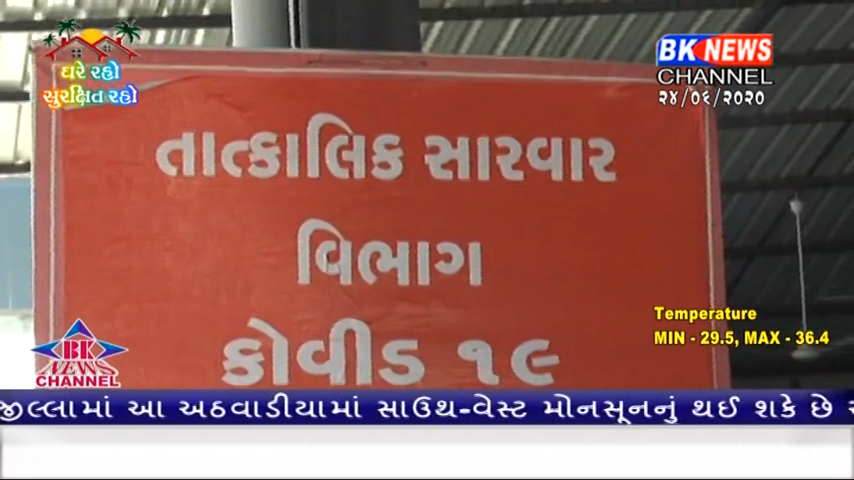 ઘરે રહો
સુરક્ષિત રહો
BK NEWS
CHANNEL
૨૪/૦૬/૨૦૨૦
તાત્કાલિક સારવાર
વિભાગ
કોવીડ ૧૯
Temperature
MIN - 29.5, MAX - 36.4
BK
NEWS
CHANNEL
જીલ્લામાં આ અઠવાડીયામાં સાઉથ-વેસ્ટ મોનસૂનનું થઈ શકે છે